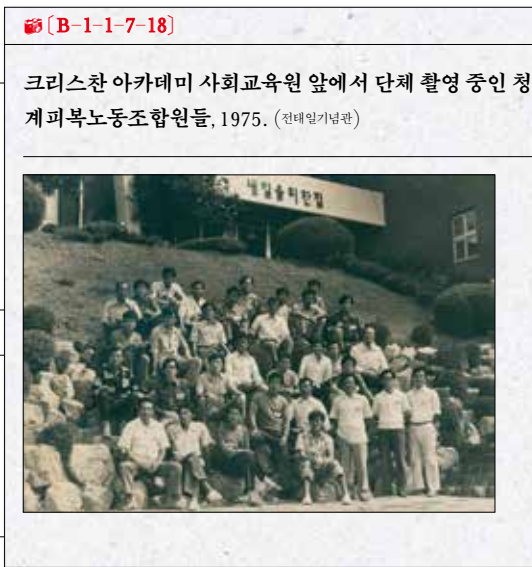 [B-1-1-7-18]
크리스찬 아카데미 사회교육원 앞에서 단체 촬영 중인 청
계피복노동조합원들, 1975. (전태일기념관)
내일을위한집